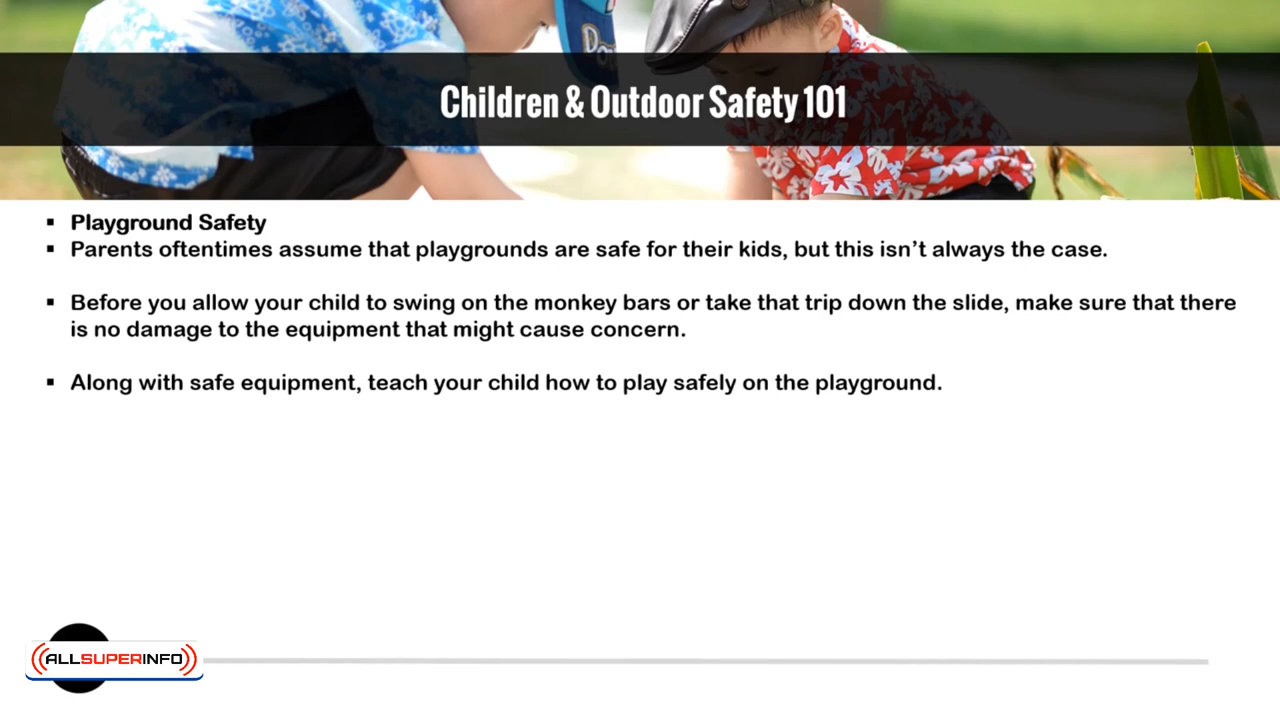 Children & Outdoor Safety 101
▪ Playground Safety
▪ Parents oftentimes assume that playgrounds are safe for their kids, but this isn’t always the case.
▪ Before you allow your child to swing on the monkey bars or take that trip down the slide, make sure that there
is no damage to the equipment that might cause concern.
▪ Along with safe equipment, teach your child how to play safely on the playground.
ALLSUPERINFO